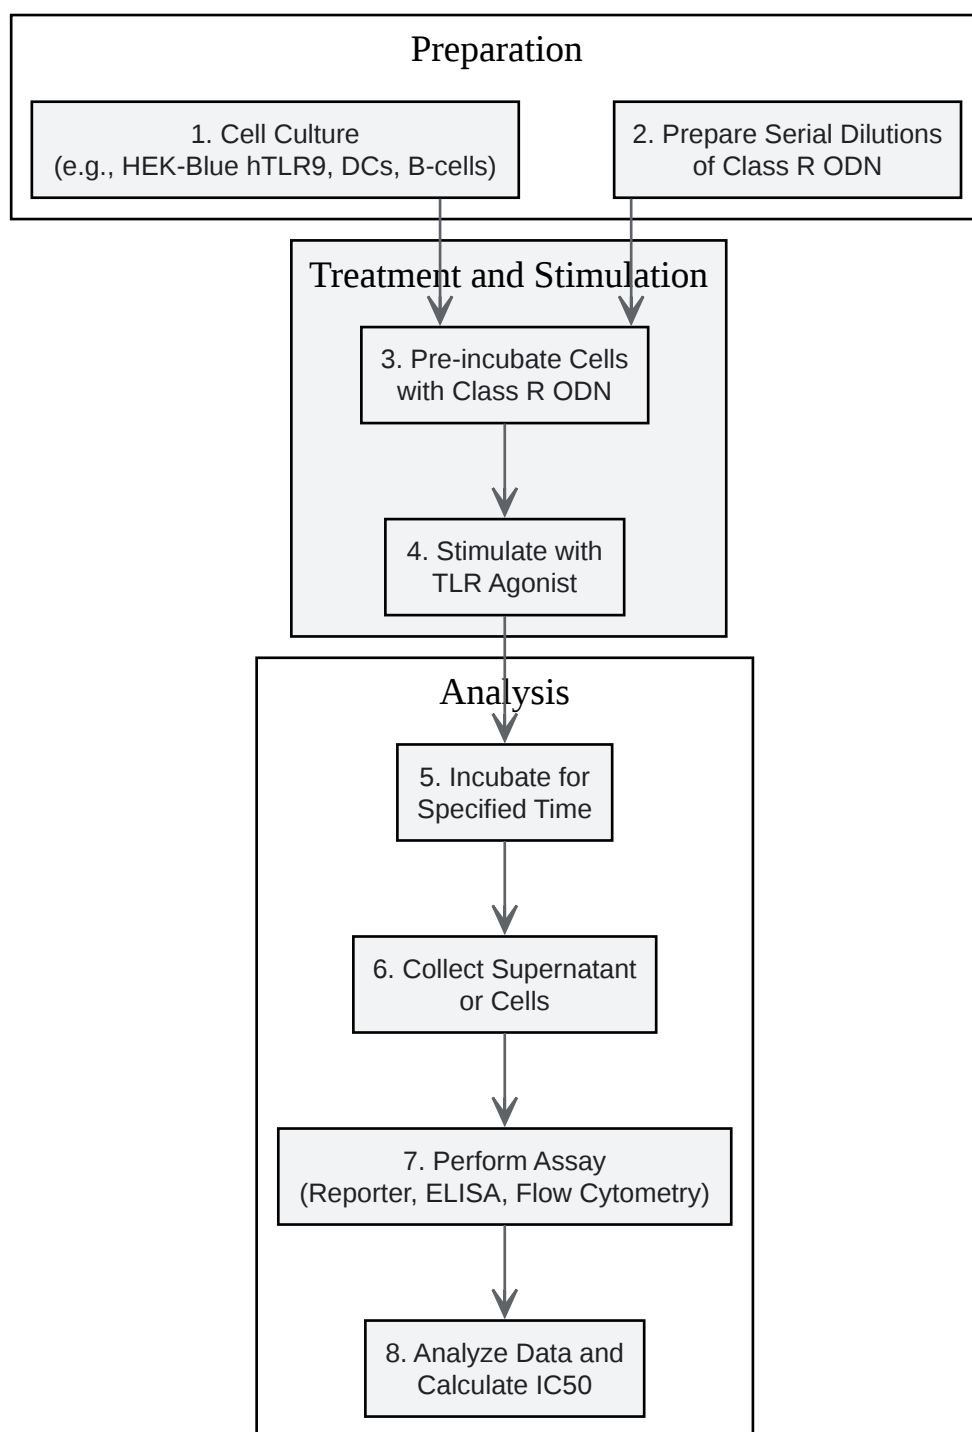 Preparation
1. Cell Culture
(e.g., HEK-Blue hTLR9, DCs, B-cells)
2. Prepare Serial Dilutions
of Class R ODN
Treatment and Stimulation
3. Pre-incubate Cells
with Class R ODN
4. Stimulate with
TLR Agonist
Analysis
5. Incubate for
Specified Time
6. Collect Supernatant
or Cells
7. Perform Assay
(Reporter, ELISA, Flow Cytometry)
8. Analyze Data and
Calculate IC50